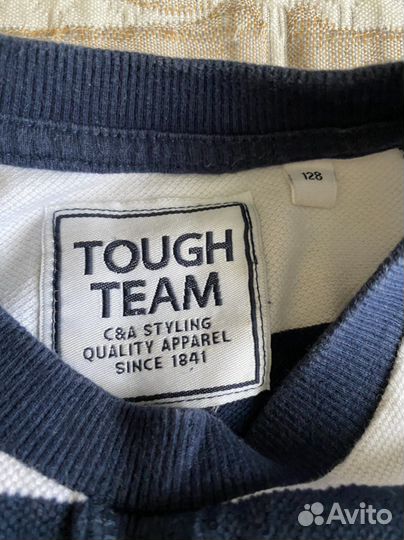 128
TOUGH
TEAM
C&A STYLING
QUALITY APPAREL
SINCE 1841
Avito